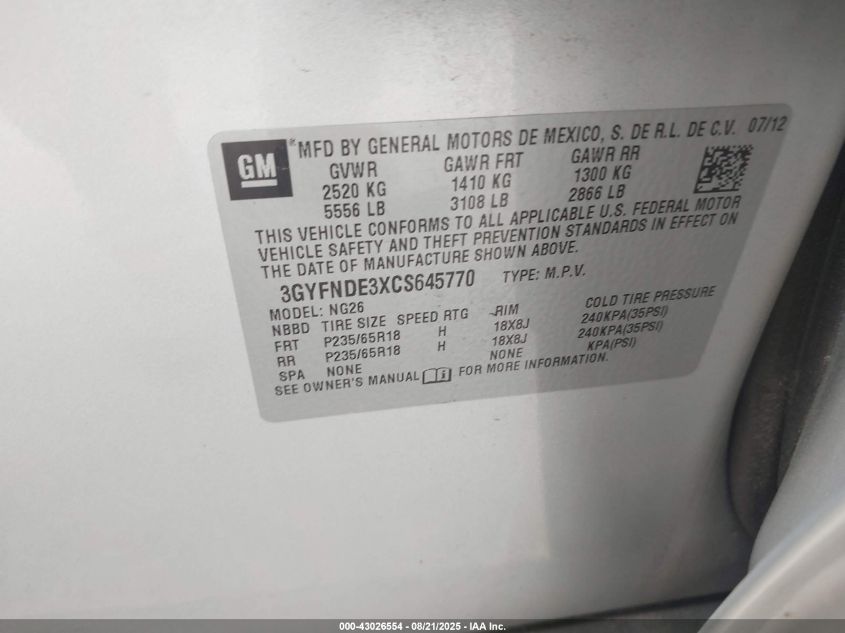 GM
MFD BY GENERAL MOTORS DE MEXICO, S. DE R.L. DE C.V. 07/12
GVWR GAWR FRT GAWR RR
2520 KG 1410 KG 1300 KG
5556 LB 3108 LB 2866 LB
THIS VEHICLE CONFORMS TO ALL APPLICABLE U.S. FEDERAL MOTOR
VEHICLE SAFETY AND THEFT PREVENTION STANDARDS IN EFFECT ON
THE DATE OF MANUFACTURE SHOWN ABOVE.
3GYFNDE3XCS645770 TYPE: M.P.V.
MODEL: NG26
NBBD TIRE SIZE SPEED RTG RIM COLD TIRE PRESSURE
FRT P235/65R18 H 18X8J 240KPA(35PSI)
RR P235/65R18 H 18X8J 240KPA(35PSI)
SPA NONE NONE KPA(PSI)
SEE OWNER'S MANUAL FOR MORE INFORMATION.
000-43026554 - 08/21/2025 - IAA Inc.